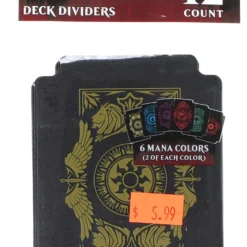 DECK DIVIDERS
COUNT
6 MANA COLORS
(2 OF EACH COLOR)
$ 5.99